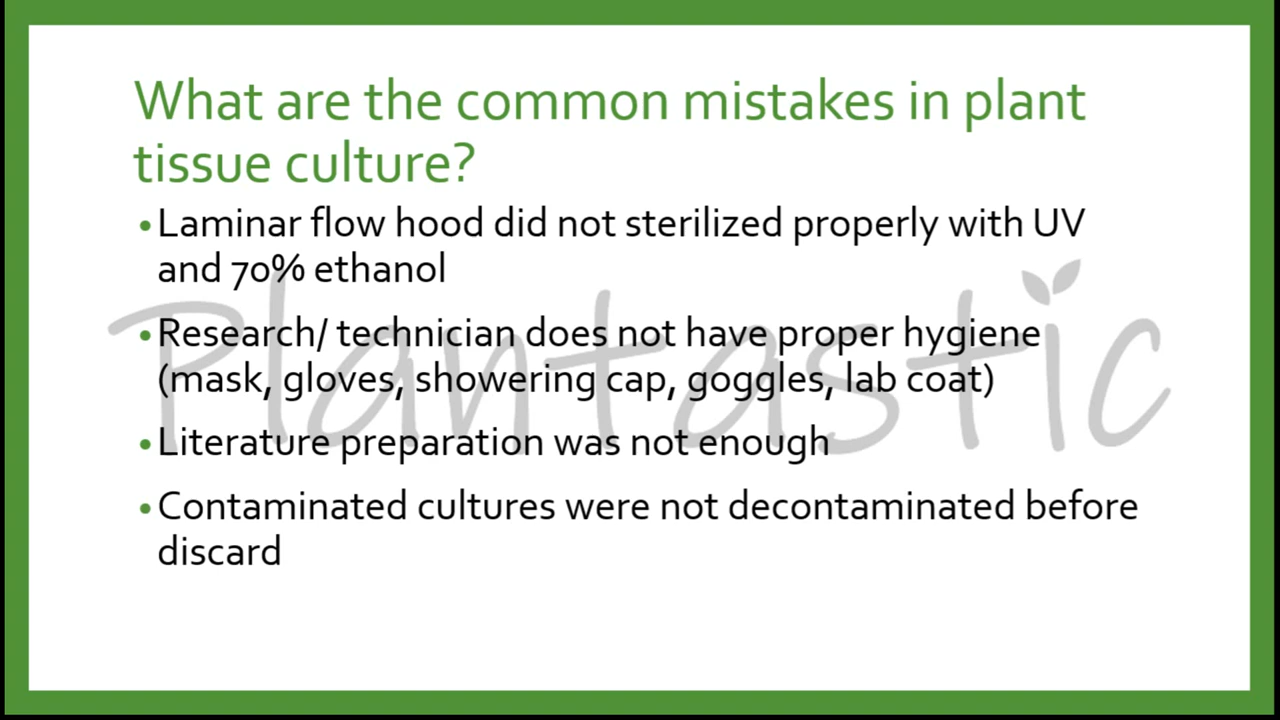 What are the common mistakes in plant
tissue culture?
•Laminar flow hood did not sterilized properly with UV
and 70% ethanol
•Research/ technician does not have proper hygiene
(mask, gloves, showering cap, goggles, lab coat)
•Literature preparation was not enough
•Contaminated cultures were not decontaminated before
discard
Plantastic